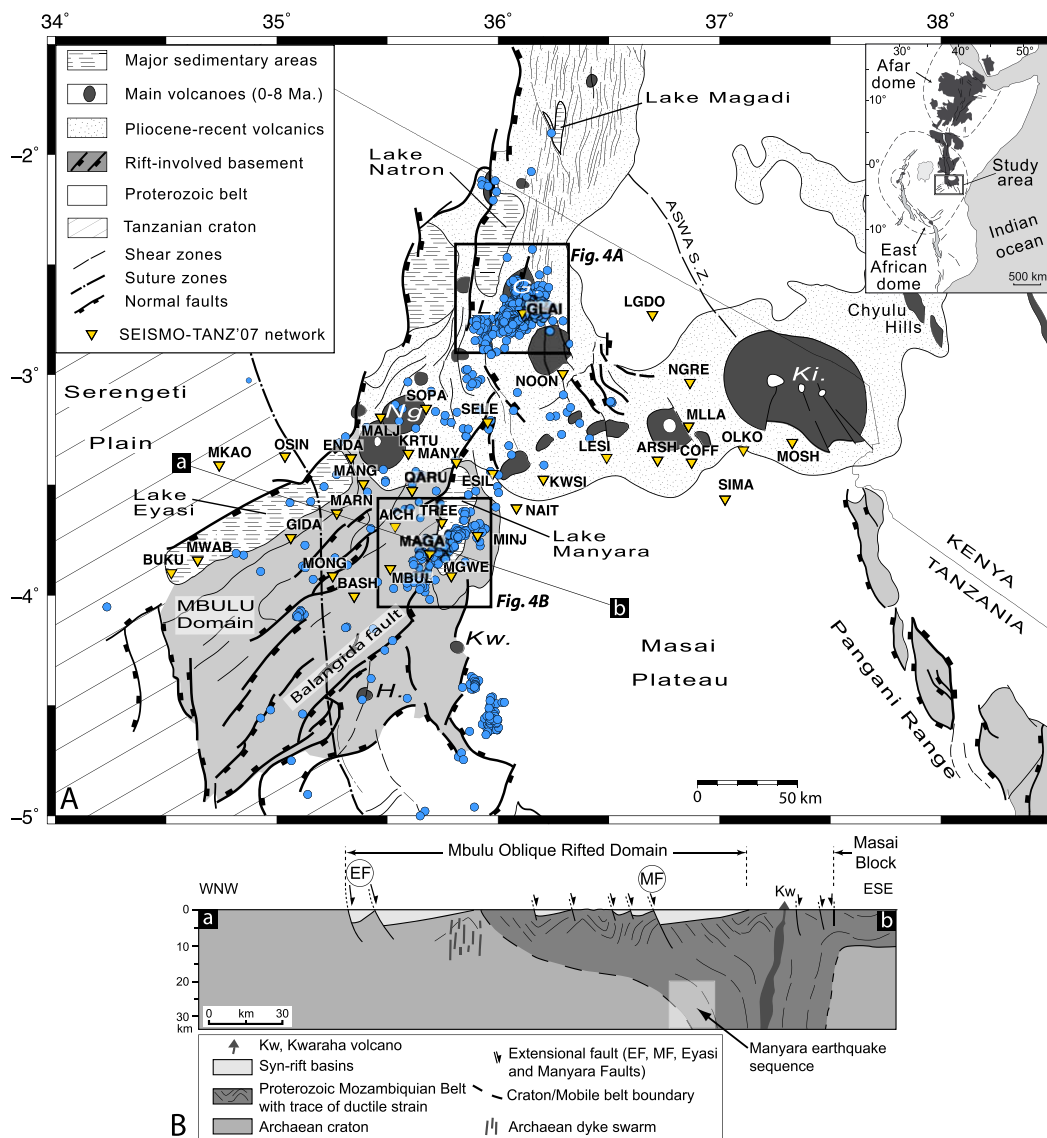 34˚ 35˚ 36˚ 37˚ 38˚
−2˚
−3˚
−4˚
−5˚
Major sedimentary areas
Main volcanoes (0-8 Ma.)
Pliocene-recent volcanics
Rift-involved basement
Proterozoic belt
Tanzanian craton
Shear zones
Suture zones
Normal faults
SEISMO-TANZ'07 network
30° 40° 50°
Afar
dome
10°
0°
10°
Study
area
Indian
ocean
East
African
dome
500 km
Lake Magadi
Lake
Natron
ASWA S.Z.
Fig. 4A
G.
L.
GLAI
LGDO
Chyulu
Hills
Serengeti
Plain
NOON
NGRE
Ki.
SOPA
Ng
SELE
MALI
MLLA
KRTU
MANY
LESI
ARSH
COFF
OLKO
MOSH
OSIN
ENDA
MKAO
a
MANG
QARU
ESIL
KWSI
SIMA
Lake
Eyasi
MARN
AICH
TREE
NAIT
GIDA
MAGA
MINJ
Lake
Manyara
BUKU
MWAB
MONG
MBUL
MGWE
BASH
Fig. 4B
b
MBULU
Domain
Balangida fault
Kw.
H.
Masai
Plateau
KENYA
TANZANIA
Pangani Range
0 50 km
A
Mbulu Oblique Rifted Domain
Masai
Block
WNW
EF
MF
Kw
ESE
a
b
0
10
20
30
km
0 30
km
Manyara earthquake
sequence
Kw, Kwaraha volcano
Syn-rift basins
Proterozoic Mozambiquian Belt
with trace of ductile strain
Archaean craton
Extensional fault (EF, MF, Eyasi
and Manyara Faults)
Craton/Mobile belt boundary
Archaean dyke swarm
B